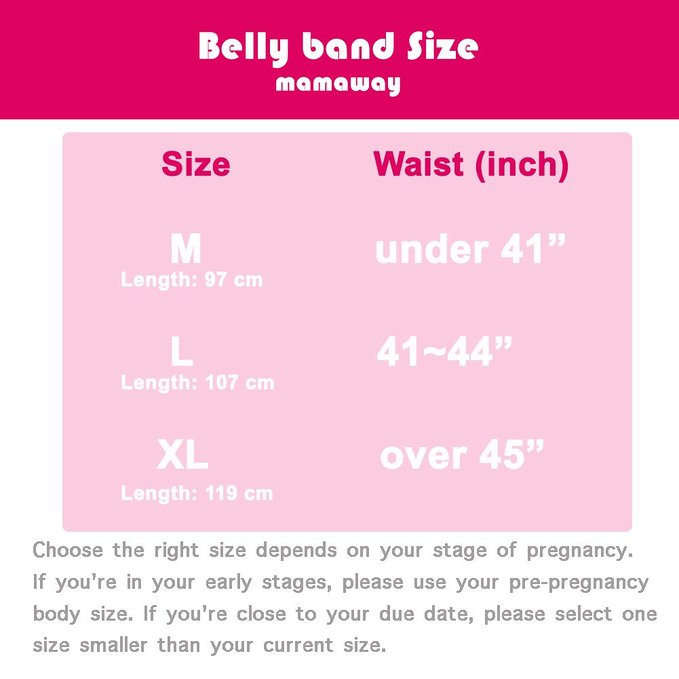 Belly band Size
mamaway
Size Waist (inch)
M under 41”
Length: 97 cm
L 41~44”
Length: 107 cm
XL over 45”
Length: 119 cm
Choose the right size depends on your stage of pregnancy.
If you're in your early stages, please use your pre-pregnancy
body size. If you're close to your due date, please select one
size smaller than your current size.